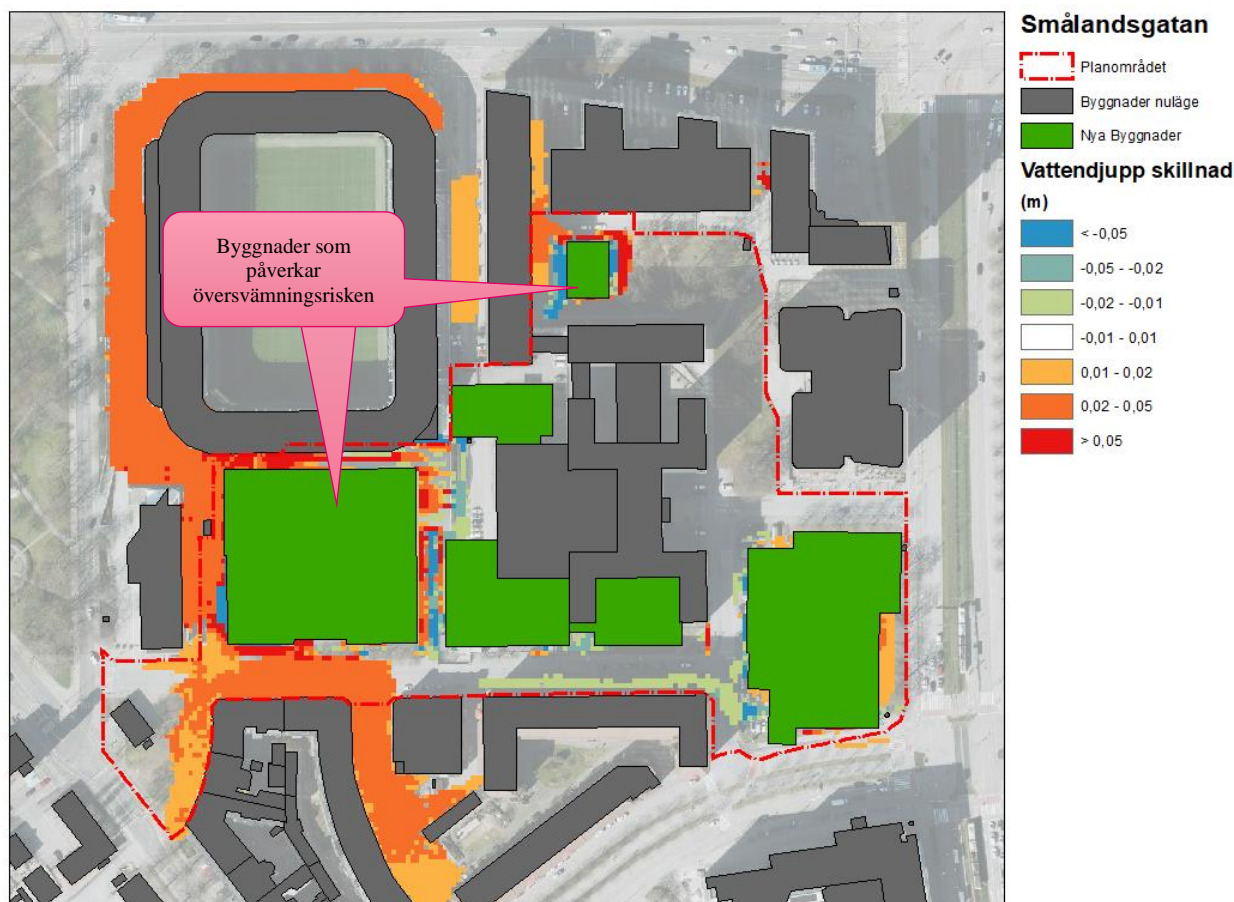 Byggnader som
påverkar
översvämningsrisken
Smålandsgatan
Planområdet
Byggnader nuläge
Nya Byggnader
Vattendjupp skillnad
(m)
< -0,05
-0,05 - -0,02
-0,02 - -0,01
-0,01 - 0,01
0,01 - 0,02
0,02 - 0,05
> 0,05